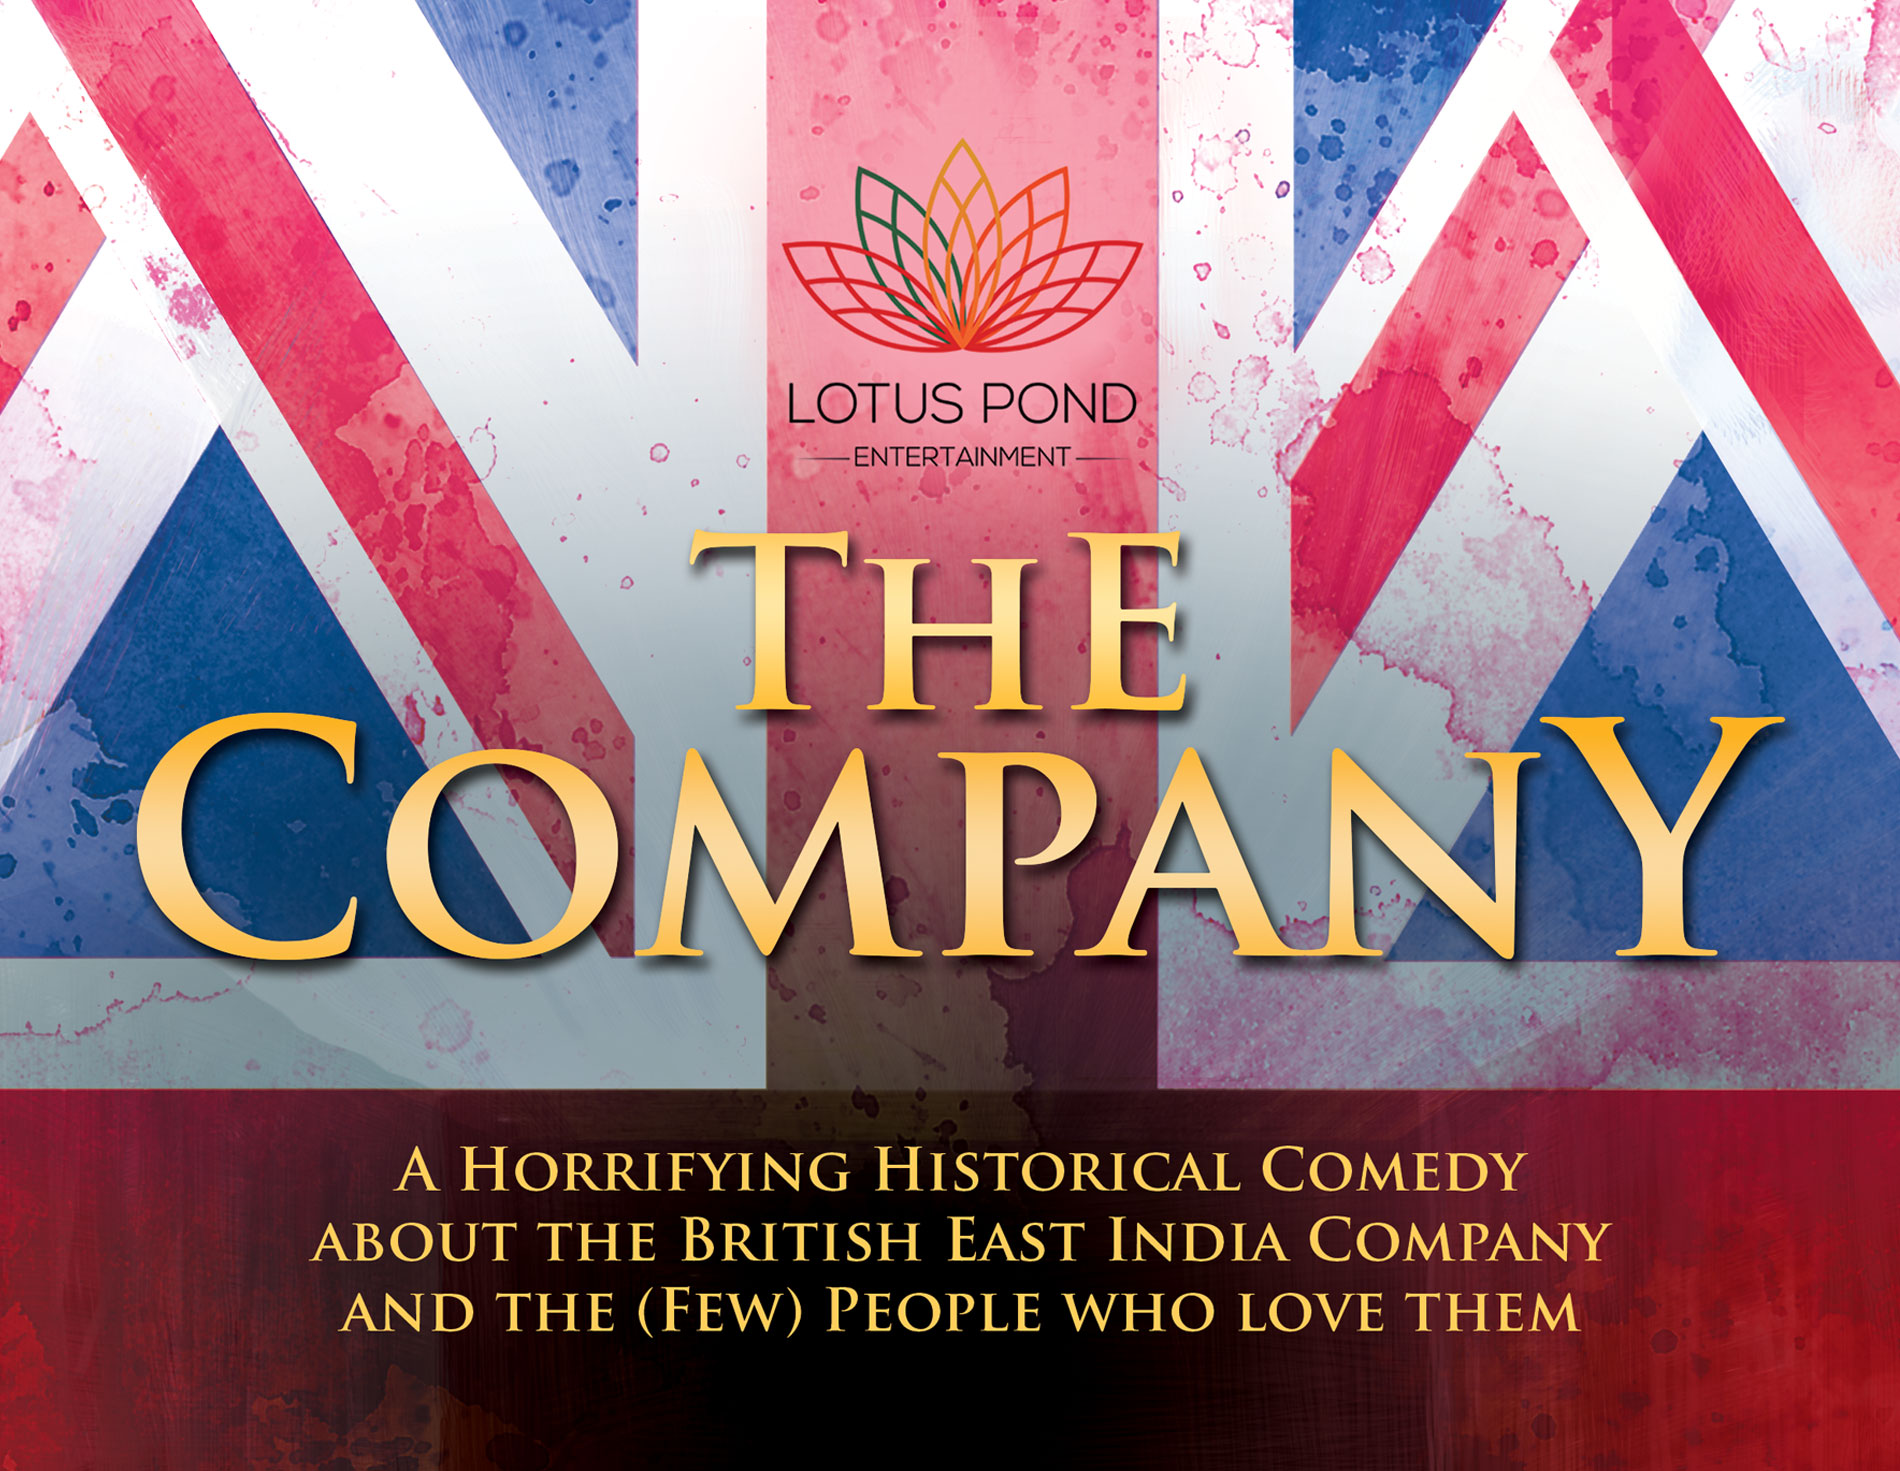 LOTUS POND
ENTERTAINMENT
THE
COMPANY
A HORRIFYING HISTORICAL COMEDY
ABOUT THE BRITISH EAST INDIA COMPANY
AND THE (FEW) PEOPLE WHO LOVE THEM